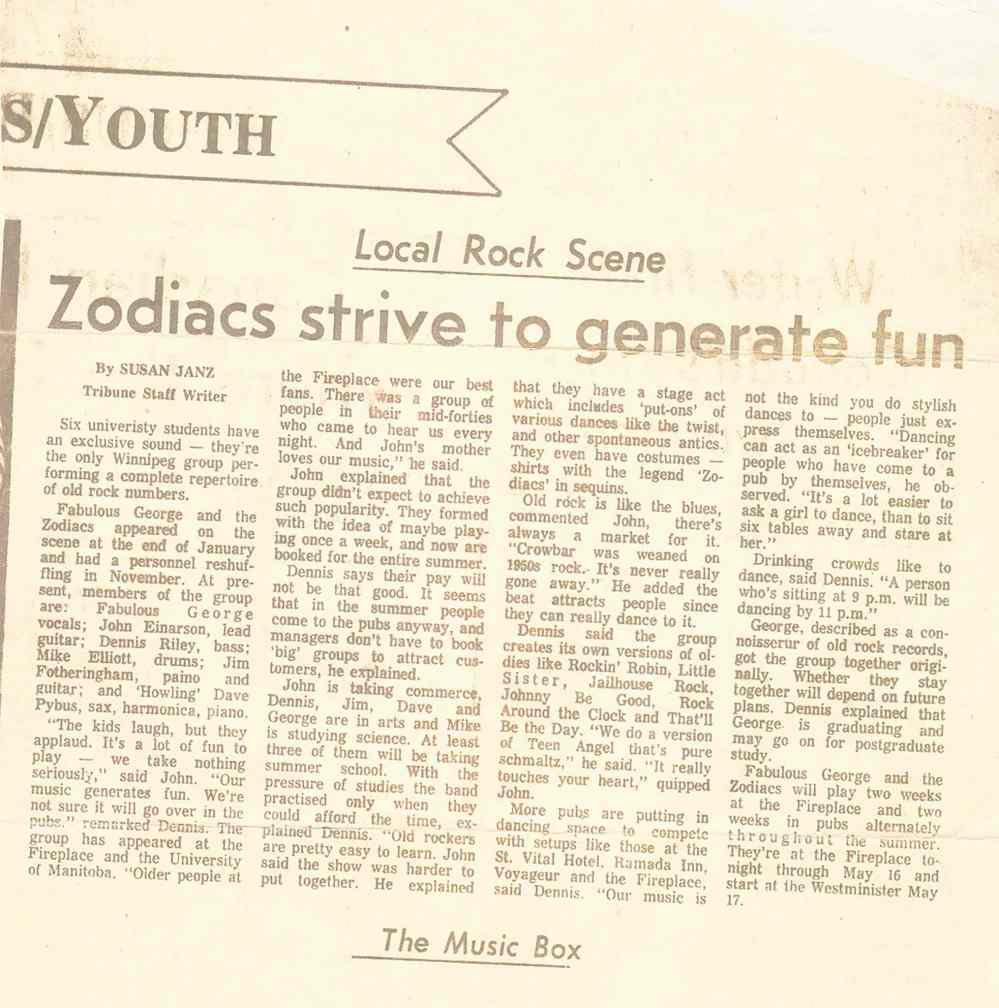 S/YOUTH
Local Rock Scene
Zodiacs strive to generate fun
By SUSAN JANZ
Tribune Staff Writer
Six univeristy students have
an exclusive sound — they're
the only Winnipeg group per-
forming a complete repertoire
of old rock numbers.
Fabulous George and the
Zodiacs appeared on the
scene at the end of January
and had a personnel reshuf-
fling in November. At pre-
sent, members of the group
are: Fabulous George
vocals; John Einarson, lead
guitar; Dennis Riley, bass;
Mike Elliott, drums; Jim
Fotheringham, paino and
guitar; and 'Howling' Dave
Pybus, sax, harmonica, piano.
"The kids laugh, but they
applaud. It's a lot of fun to
play — we take nothing
seriously," said John. "Our
music generates fun. We're
not sure it will go over in the
pubs." remarked Dennis. The
group has appeared at the
Fireplace and the University
of Manitoba. "Older people at
the Fireplace were our best
fans. There was a group of
people in their mid-forties
who came to hear us every
night. And John's mother
loves our music," he said.
John explained that the
group didn't expect to achieve
such popularity. They formed
with the idea of maybe play-
ing once a week, and now are
booked for the entire summer.
Dennis says their pay will
not be that good. It seems
that in the summer people
come to the pubs anyway, and
managers don't have to book
'big' groups to attract cus-
tomers, he explained.
John is taking commerce,
Dennis, Jim, Dave and
George are in arts and Mike
is studying science. At least
three of them will be taking
summer school. With the
pressure of studies the band
practised only when they
could afford the time, ex-
plained Dennis. "Old rockers
are pretty easy to learn. John
said the show was harder to
put together. He explained
that they have a stage act
which includes 'put-ons' of
various dances like the twist,
and other spontaneous antics.
They even have costumes —
shirts with the legend 'Zo-
diacs' in sequins.
Old rock is like the blues,
commented John, there's
always a market for it.
"Crowbar was weaned on
1950s rock. It's never really
gone away." He added the
beat attracts people since
they can really dance to it.
Dennis said the group
creates its own versions of ol-
dies like Rockin' Robin, Little
Sister, Jailhouse Rock,
Johnny Be Good, Rock
Around the Clock and That'll
Be the Day. "We do a version
of Teen Angel that's pure
schmaltz," he said. "It really
touches your heart," quipped
John.
More pubs are putting in
dancing space to compete
with setups like those at the
St. Vital Hotel, Ramada Inn,
Voyageur and the Fireplace,
said Dennis. "Our music is
not the kind you do stylish
dances to — people just ex-
press themselves. "Dancing
can act as an 'icebreaker' for
people who have come to a
pub by themselves, he ob-
served. "It's a lot easier to
ask a girl to dance, than to sit
six tables away and stare at
her."
Drinking crowds like to
dance, said Dennis. "A person
who's sitting at 9 p.m. will be
dancing by 11 p.m."
George, described as a con-
noisserur of old rock records,
got the group together origi-
nally. Whether they stay
together will depend on future
plans. Dennis explained that
George is graduating and
may go on for postgraduate
study.
Fabulous George and the
Zodiacs will play two weeks
at the Fireplace and two
weeks in pubs alternately
throughout the summer.
They're at the Fireplace to-
night through May 16 and
start at the Westminister May
17.
The Music Box